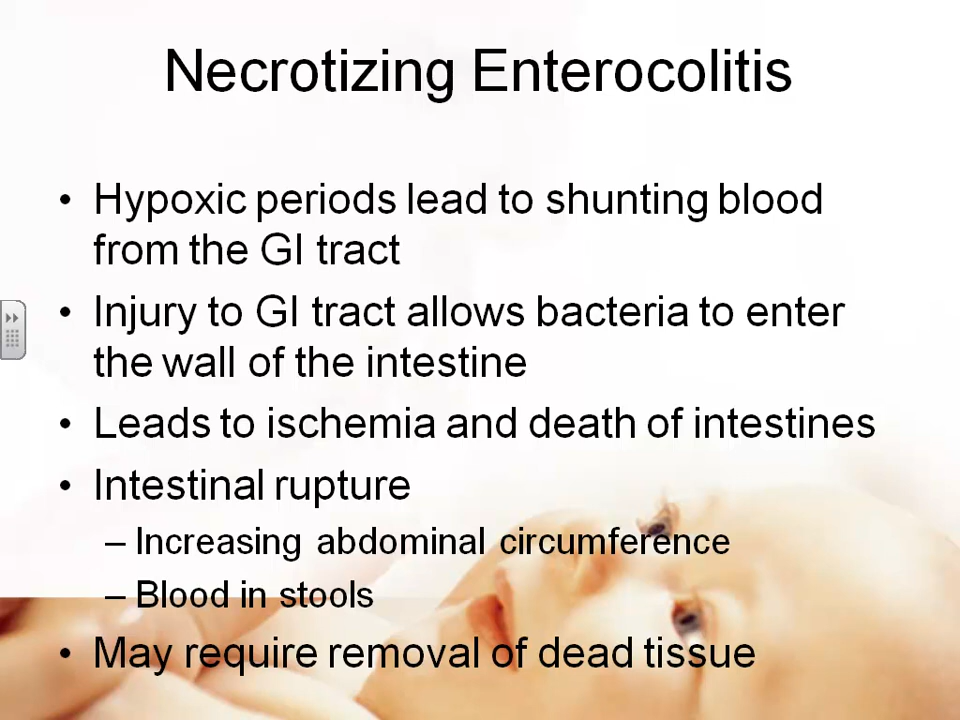 Necrotizing Enterocolitis
• Hypoxic periods lead to shunting blood
from the GI tract
• Injury to GI tract allows bacteria to enter
the wall of the intestine
• Leads to ischemia and death of intestines
• Intestinal rupture
– Increasing abdominal circumference
– Blood in stools
• May require removal of dead tissue